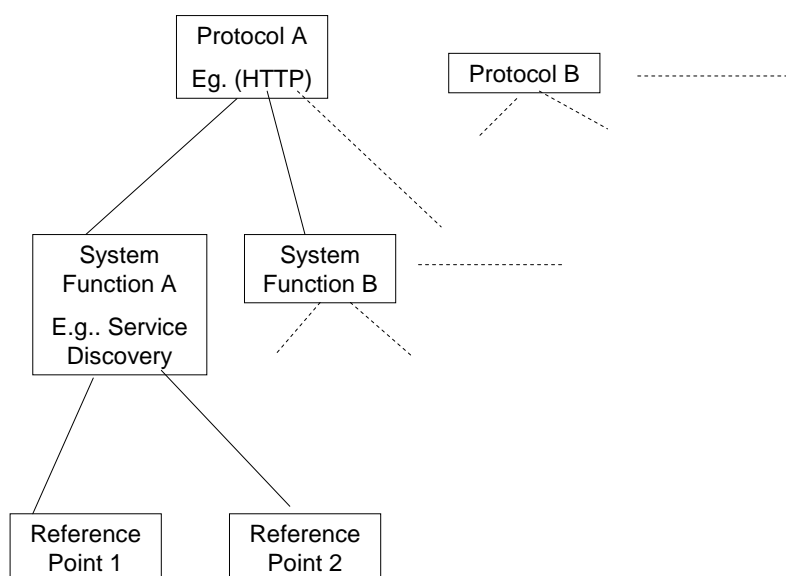 Protocol A
Eg. (HTTP)
Protocol B
System
Function A
E.g.. Service
Discovery
System
Function B
Reference
Point 1
Reference
Point 2